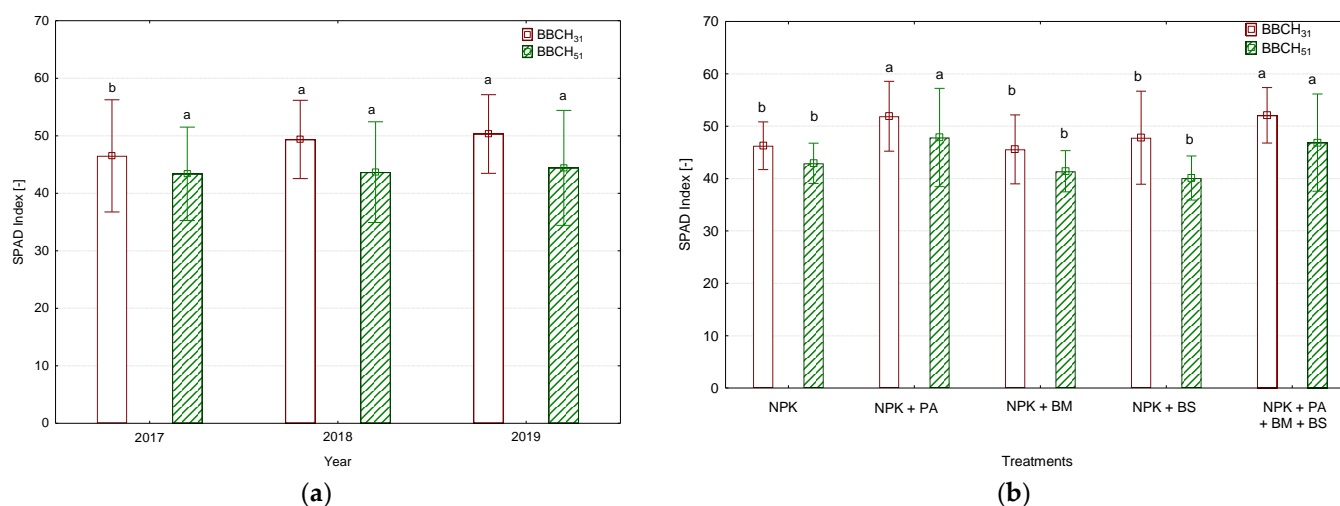 70
60
50
40
30
20
10
0
SPAD Index [-]
BBCH31
BBCH51
b
a
a
a
a
a
2017
2018
2019
Year
(a)
70
60
50
40
30
20
10
0
SPAD Index [-]
BBCH31
BBCH51
b
b
a
a
b
b
b
b
a
a
NPK
NPK + PA
NPK + BM
NPK + BS
NPK + PA
+ BM + BS
Treatments
(b)